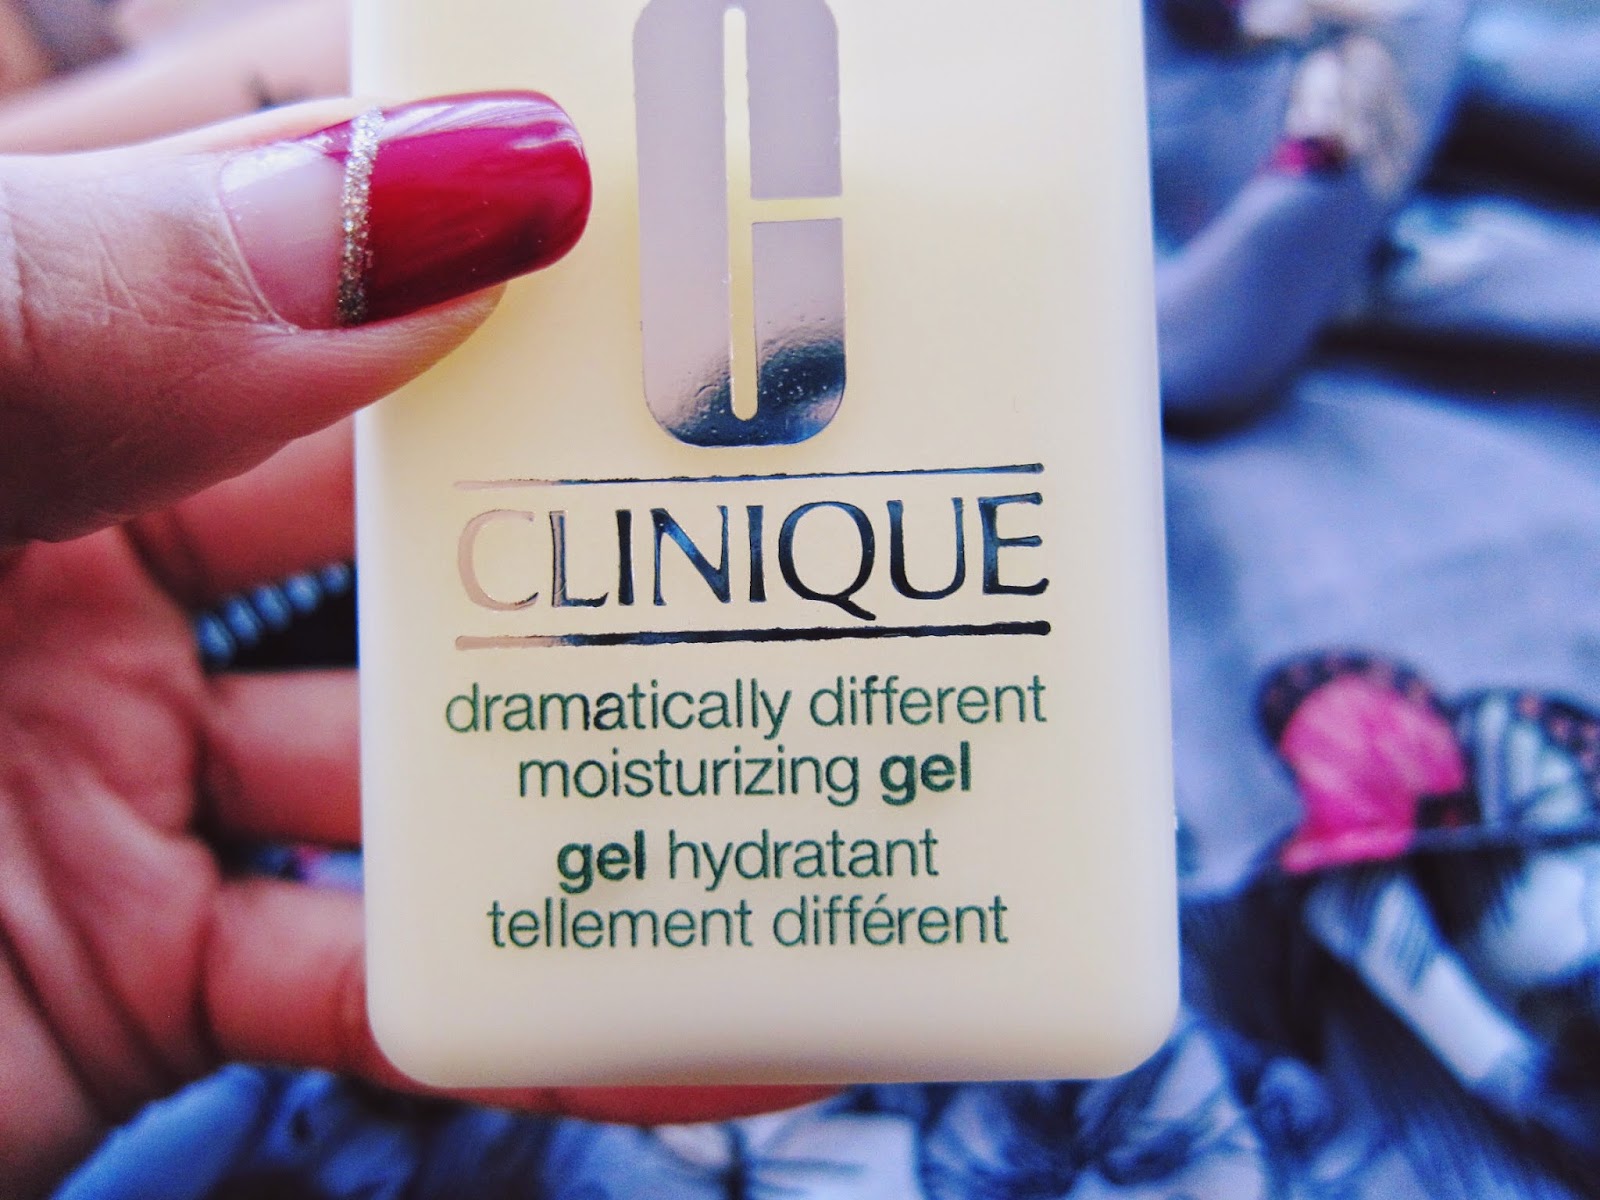 C
CLINIQUE
dramatically different
moisturizing gel
gel hydratant
tellement différent